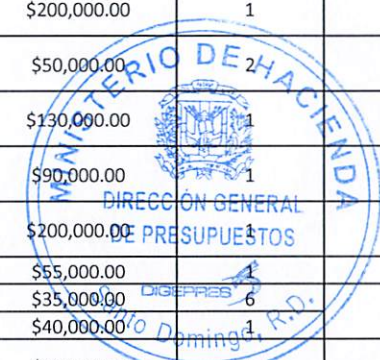 $200,000.00 1
$50,000.00 2
$130,000.00 1
$90,000.00 1
$200,000.00 1
$55,000.00 1
$35,000.00 6
$40,000.00 1
MINISTERIO DE HACIENDA
DIRECCIÓN GENERAL
DE PRESUPUESTOS
DIGEPRES
Santo Domingo, R.D.